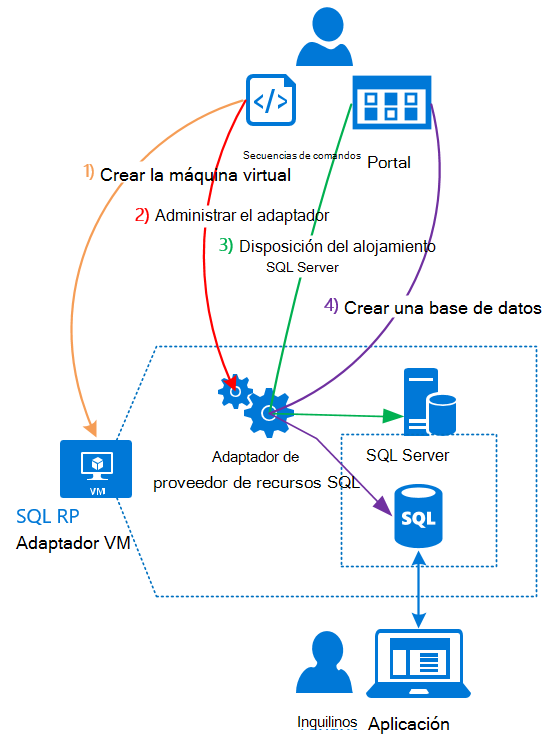 </>
Secuencias de comandos
Portal
1) Crear la máquina virtual
2) Administrar el adaptador
3) Disposición del alojamiento
SQL Server
4) Crear una base de datos
VM
SQL RP
Adaptador VM
Adaptador de
proveedor de recursos SQL
SQL Server
SQL
Inquilinos
Aplicación